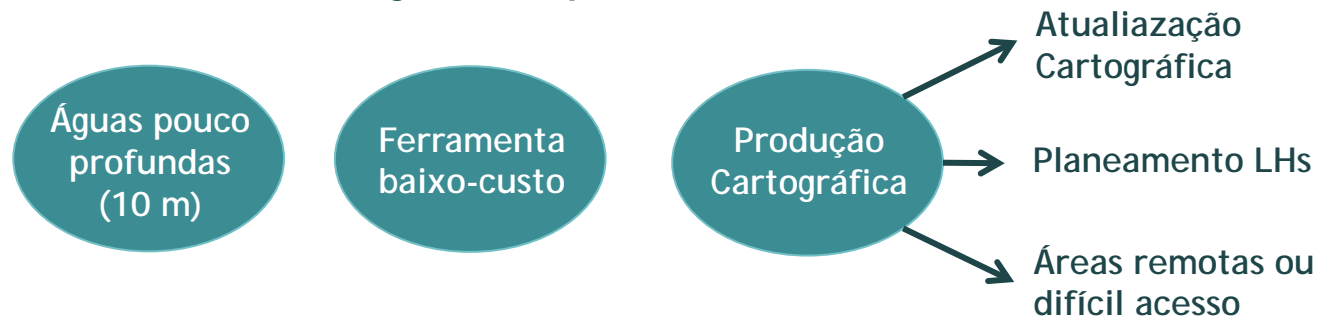 Águas pouco
profundas
(10 m)
Ferramenta
baixo-custo
Produção
Cartográfica
Atualiazação
Cartográfica
Planeamento LHs
Áreas remotas ou
difícil acesso